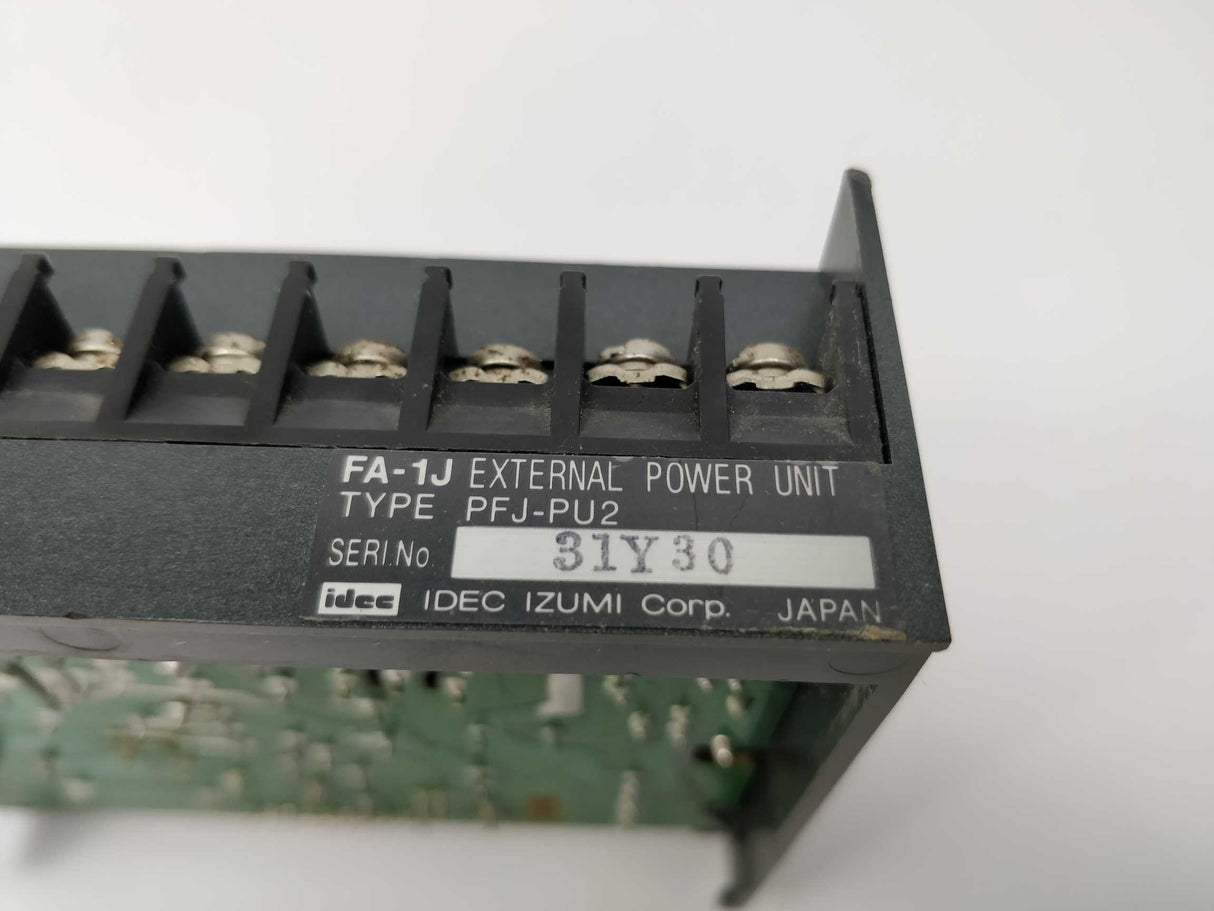 FA-1J EXTERNAL POWER UNIT
TYPE PFJ-PU2
SERI.No. 31Y30
idec IDEC IZUMI Corp. JAPAN